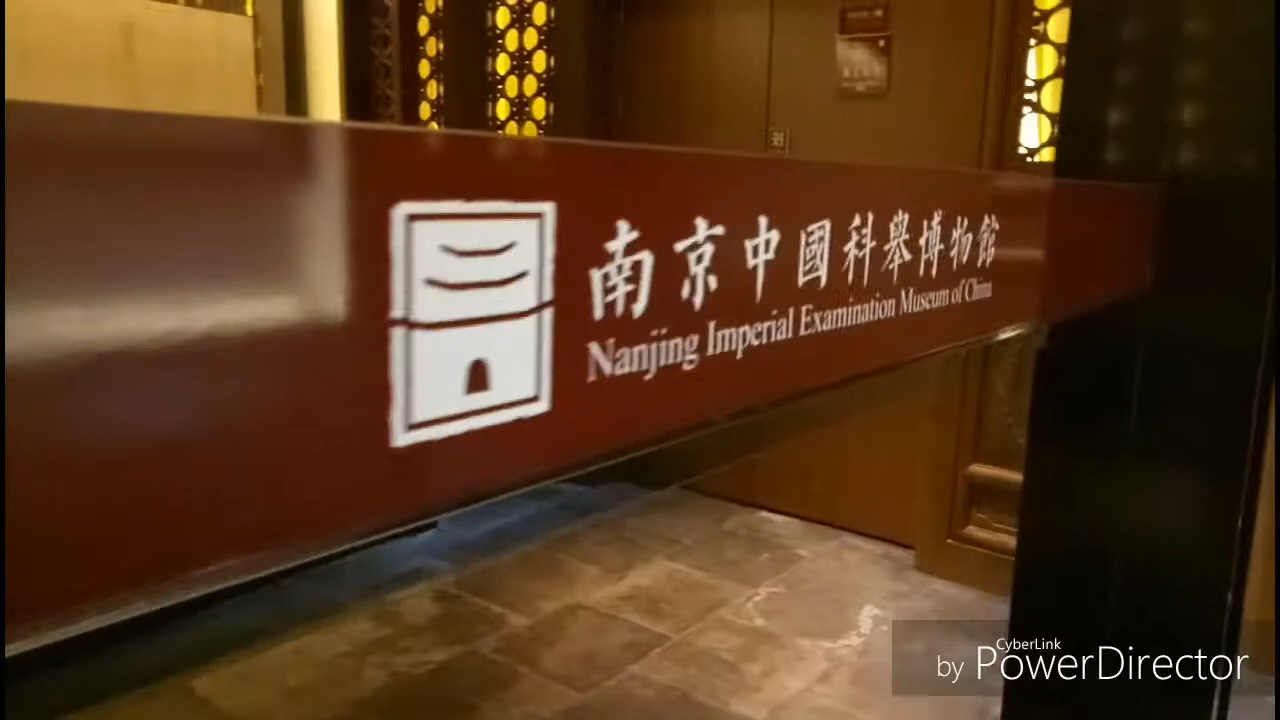 南京中國科舉博物館
Nanjing Imperial Examination Museum of China
CyberLink
by PowerDirector